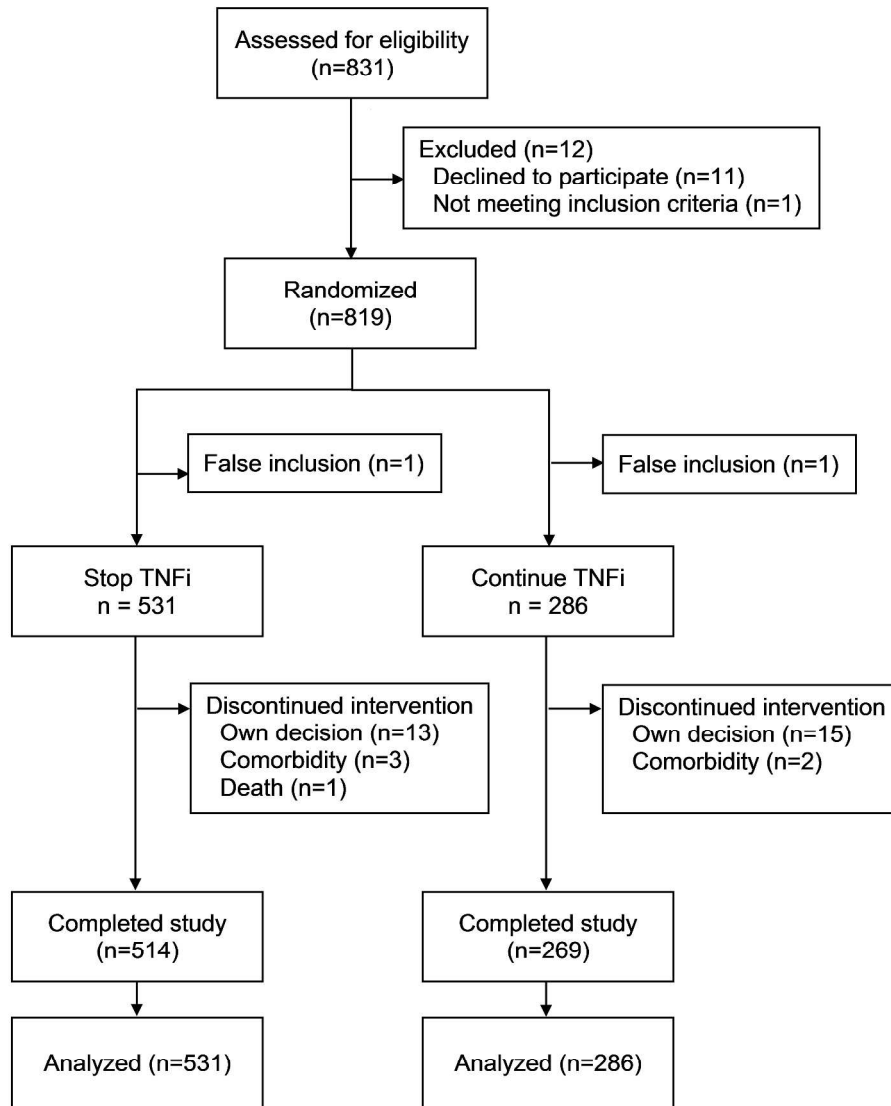 Assessed for eligibility
(n=831)
Excluded (n=12)
Declined to participate (n=11)
Not meeting inclusion criteria (n=1)
Randomized
(n=819)
False inclusion (n=1)
False inclusion (n=1)
Stop TNFi
n = 531
Continue TNFi
n = 286
Discontinued intervention
Own decision (n=13)
Comorbidity (n=3)
Death (n=1)
Discontinued intervention
Own decision (n=15)
Comorbidity (n=2)
Completed study
(n=514)
Completed study
(n=269)
Analyzed (n=531)
Analyzed (n=286)